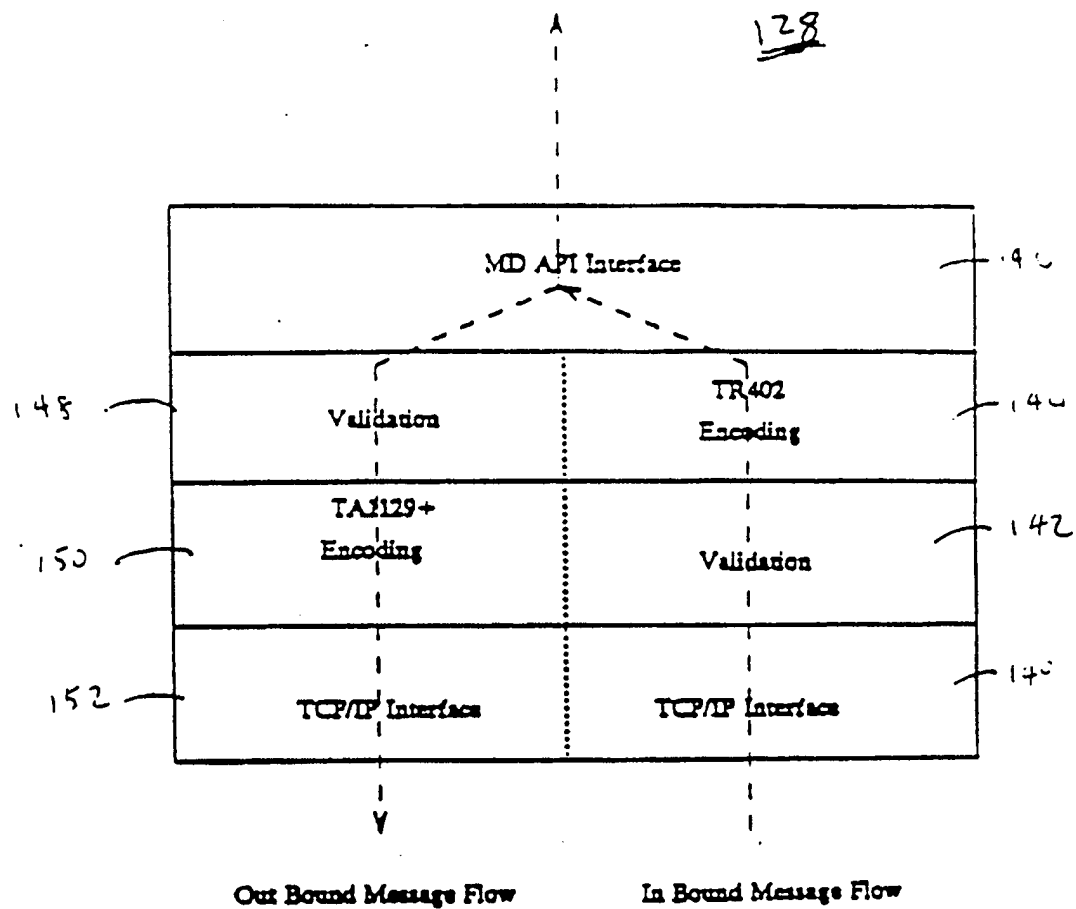 128
MD API Interface
148
Validation
TR402
Encoding
150
TA1129+
Encoding
142
Validation
152
TCP/IP Interface
TCP/IP Interface
Out Bound Message Flow
In Bound Message Flow